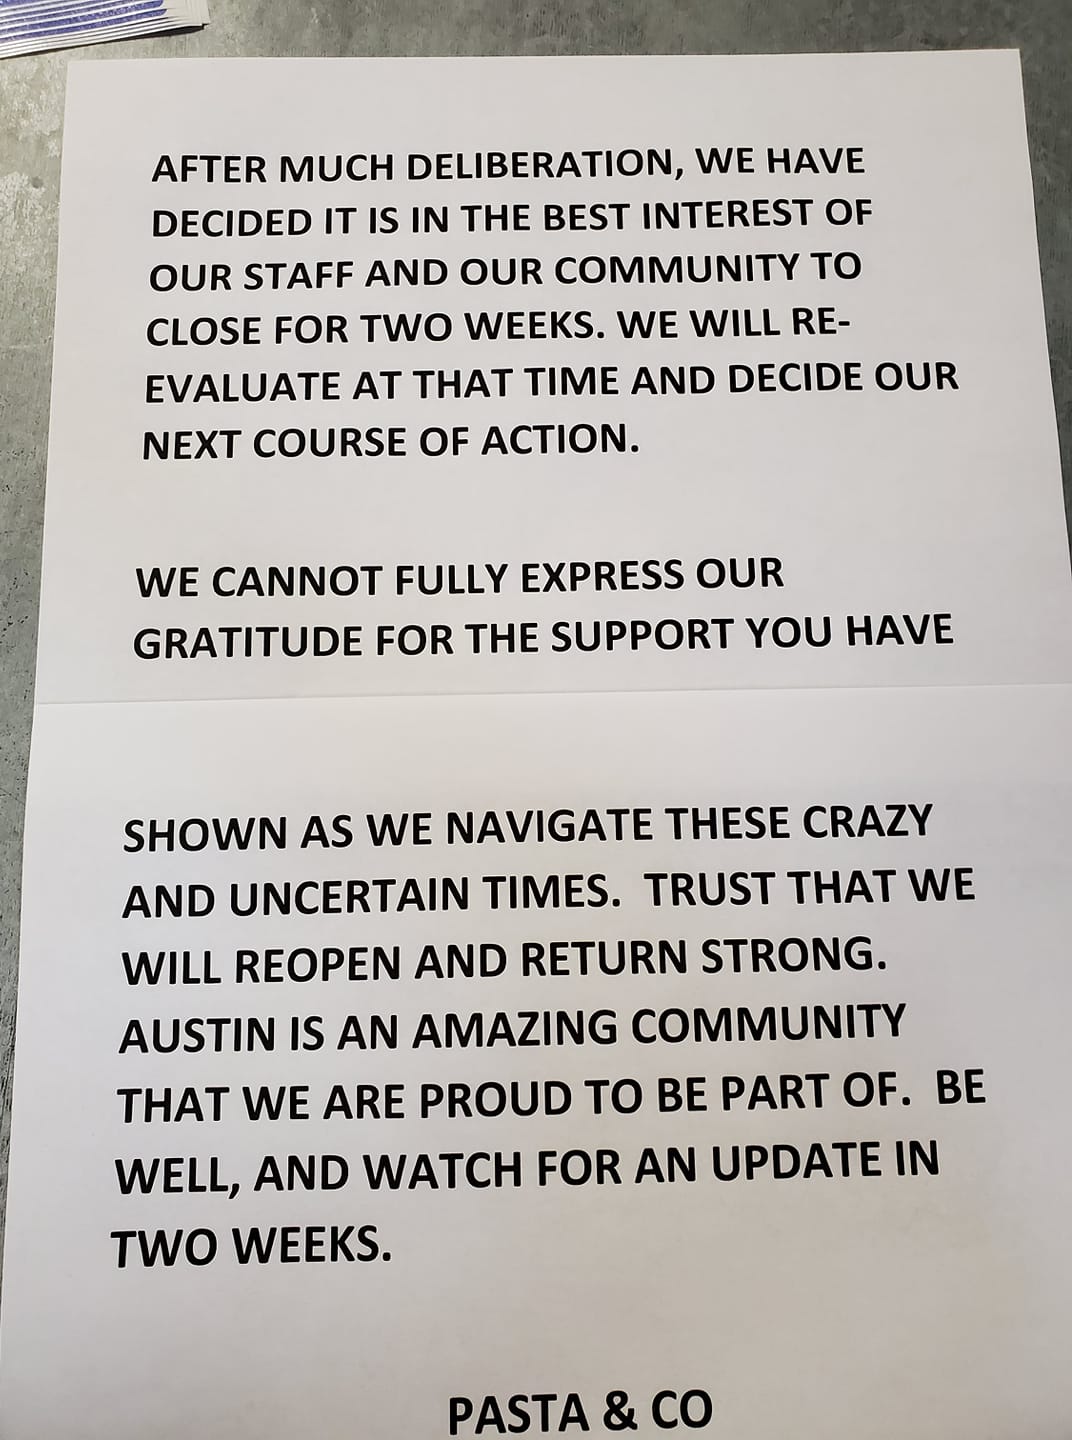 AFTER MUCH DELIBERATION, WE HAVE
DECIDED IT IS IN THE BEST INTEREST OF
OUR STAFF AND OUR COMMUNITY TO
CLOSE FOR TWO WEEKS. WE WILL RE-
EVALUATE AT THAT TIME AND DECIDE OUR
NEXT COURSE OF ACTION.
WE CANNOT FULLY EXPRESS OUR
GRATITUDE FOR THE SUPPORT YOU HAVE
SHOWN AS WE NAVIGATE THESE CRAZY
AND UNCERTAIN TIMES. TRUST THAT WE
WILL REOPEN AND RETURN STRONG.
AUSTIN IS AN AMAZING COMMUNITY
THAT WE ARE PROUD TO BE PART OF. BE
WELL, AND WATCH FOR AN UPDATE IN
TWO WEEKS.
PASTA & CO